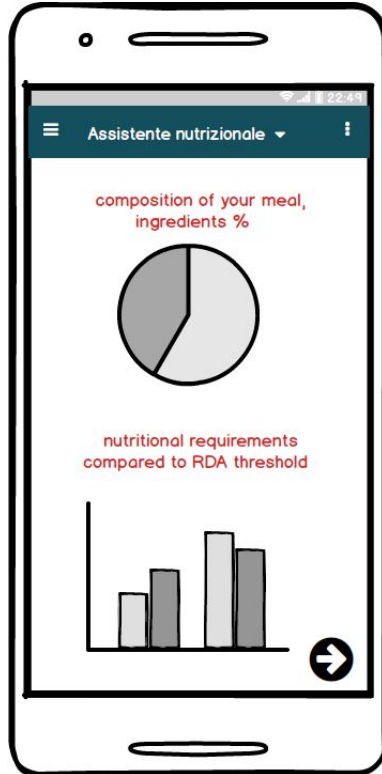 22:49
Assistente nutrizionale
composition of your meal,
ingredients %
nutritional requirements
compared to RDA threshold